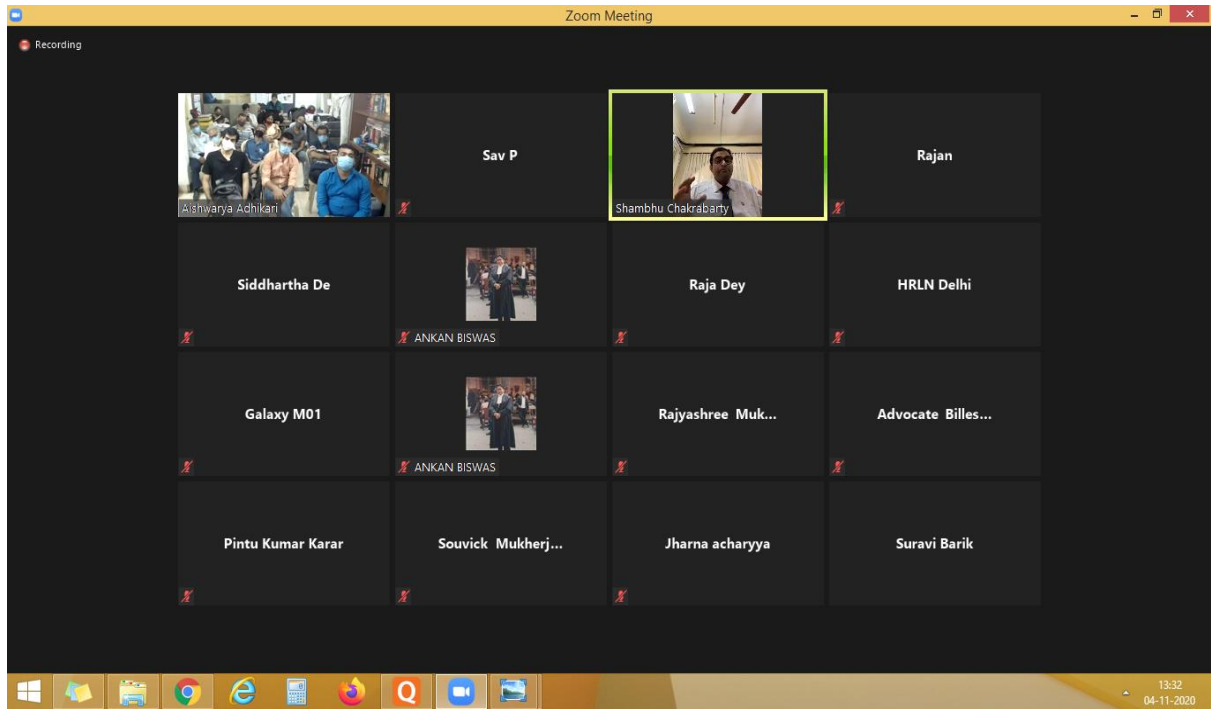 Zoom Meeting
Recording
Aishwarya Adhikari
Sav P
Shambhu Chakrabarty
Rajan
Siddhartha De
ANKAN BISWAS
Raja Dey
HRLN Delhi
Galaxy M01
ANKAN BISWAS
Rajyashree Muk...
Advocate Billes...
Pintu Kumar Karar
Souvick Mukherj...
Jharna acharyya
Suravi Barik
Q
13:32
04-11-2020